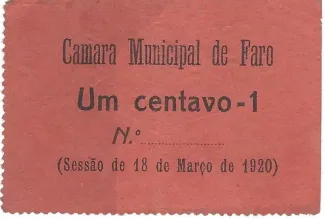 Camara Municipal de Faro
Um centavo-1
N.º ....................
(Sessão de 18 de Março de 1920)